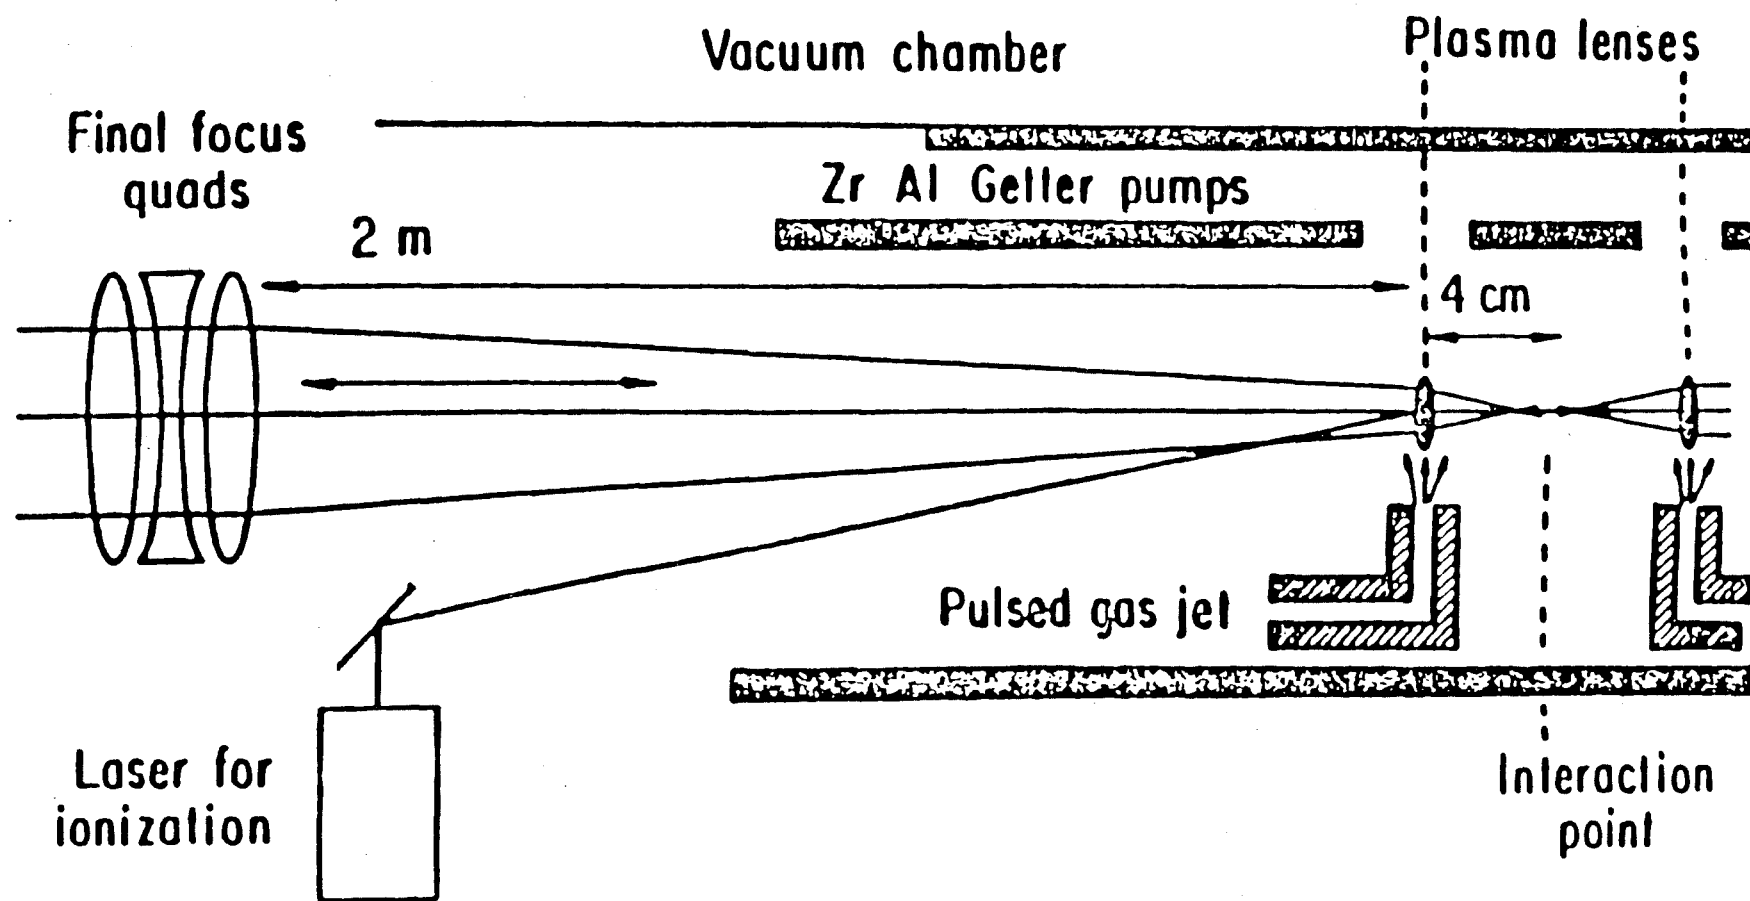 Vacuum chamber
Plasma lenses
Final focus
quads
Zr Al Getter pumps
2 m
4 cm
Pulsed gas jet
Laser for
ionization
Interaction
point